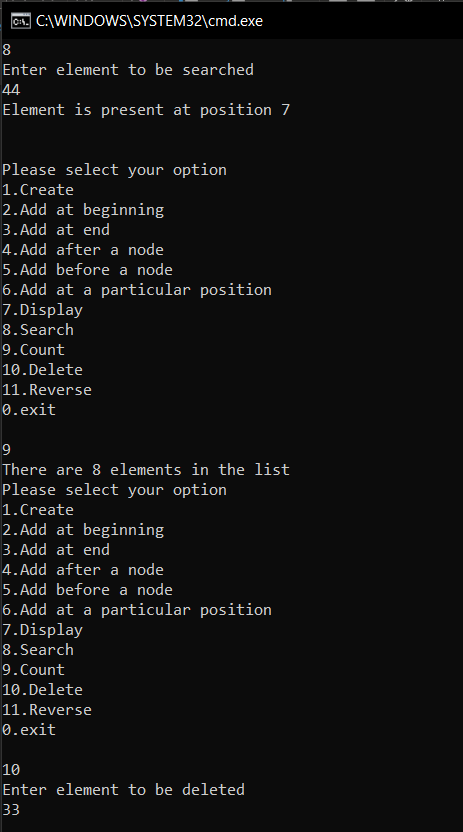 C:\WINDOWS\SYSTEM32\cmd.exe
8
Enter element to be searched
44
Element is present at position 7
Please select your option
1.Create
2.Add at beginning
3.Add at end
4.Add after a node
5.Add before a node
6.Add at a particular position
7.Display
8.Search
9.Count
10.Delete
11.Reverse
0.exit
9
There are 8 elements in the list
Please select your option
1.Create
2.Add at beginning
3.Add at end
4.Add after a node
5.Add before a node
6.Add at a particular position
7.Display
8.Search
9.Count
10.Delete
11.Reverse
0.exit
10
Enter element to be deleted
33